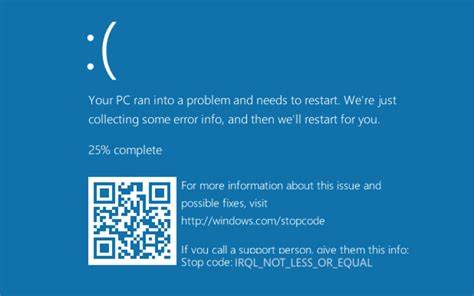 :(
Your PC ran into a problem and needs to restart. We're just
collecting some error info, and then we'll restart for you.
25% complete
For more information about this issue and
possible fixes, visit
http://windows.com/stopcode
If you call a support person, give them this info:
Stop code: IRQL_NOT_LESS_OR_EQUAL